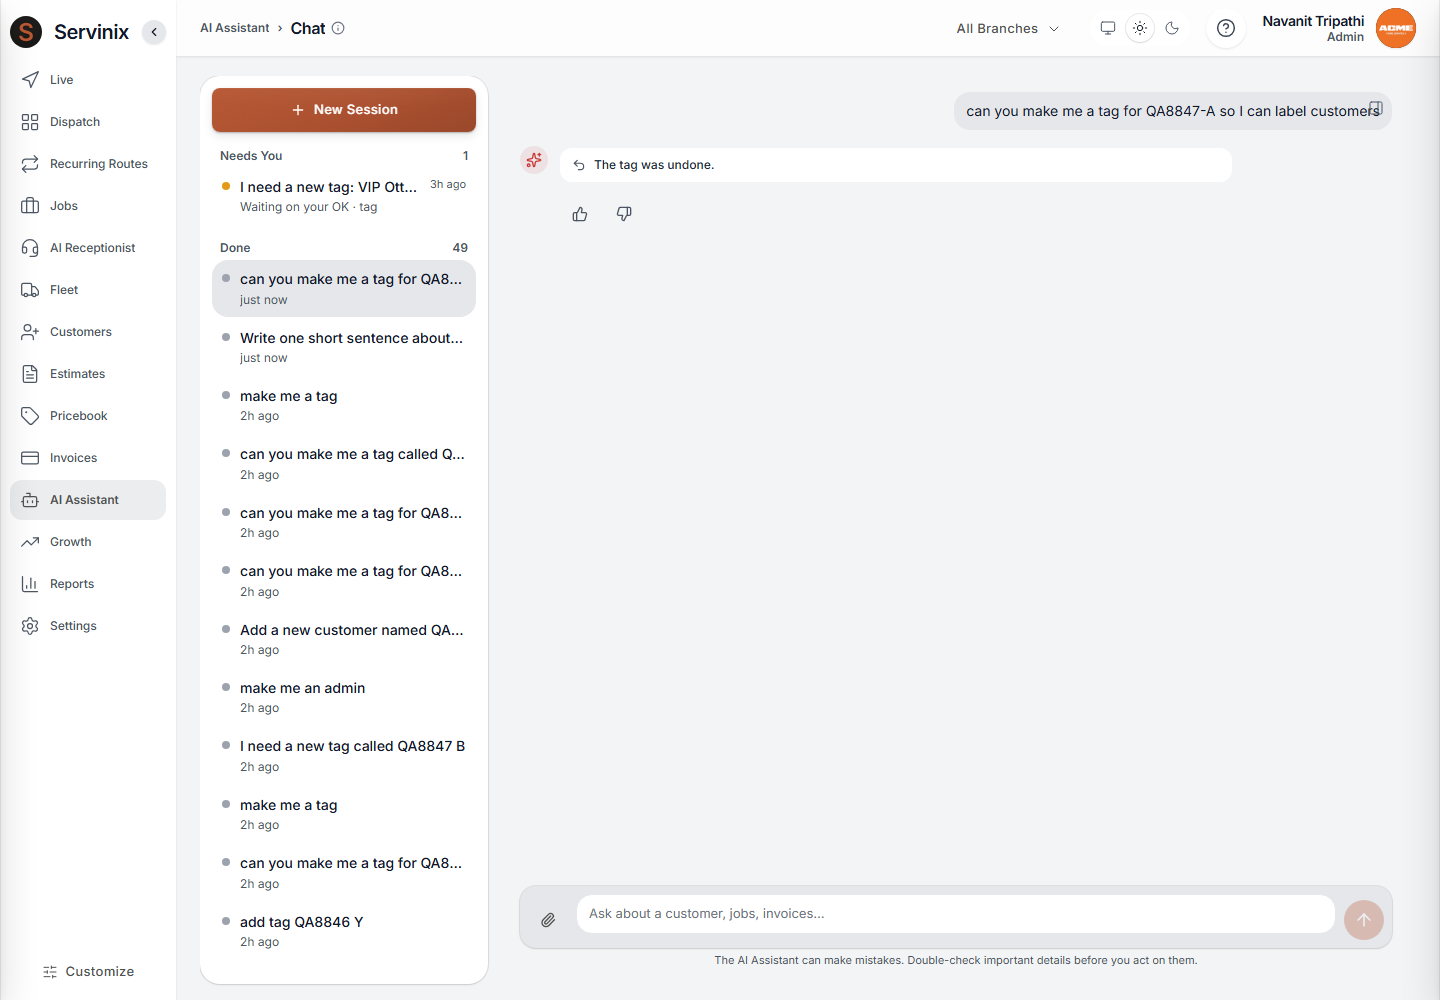 S
Servinix
Live
Dispatch
Recurring Routes
Jobs
AI Receptionist
Fleet
Customers
Estimates
Pricebook
Invoices
AI Assistant
Growth
Reports
Settings
Customize
AI Assistant › Chat
All Branches
Navanit Tripathi
Admin
ACME
+ New Session
Needs You 1
I need a new tag: VIP Ott... 3h ago
Waiting on your OK · tag
Done 49
can you make me a tag for QA8...
just now
Write one short sentence about...
just now
make me a tag
2h ago
can you make me a tag called Q...
2h ago
can you make me a tag for QA8...
2h ago
can you make me a tag for QA8...
2h ago
Add a new customer named QA...
2h ago
make me an admin
2h ago
I need a new tag called QA8847 B
2h ago
make me a tag
2h ago
can you make me a tag for QA8...
2h ago
add tag QA8846 Y
2h ago
can you make me a tag for QA8847-A so I can label customers
The tag was undone.
Ask about a customer, jobs, invoices...
The AI Assistant can make mistakes. Double-check important details before you act on them.